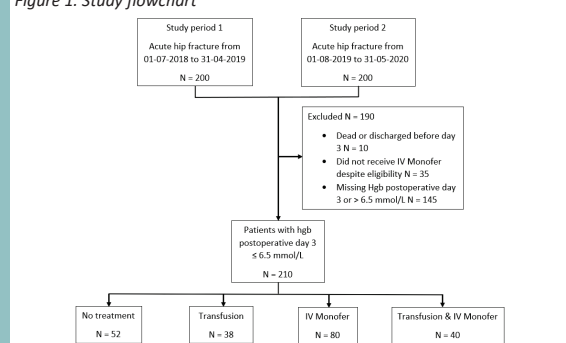 Figure 1. Study flowchart
Study period 1
Acute hip fracture from
01-07-2018 to 31-04-2019
N = 200
Study period 2
Acute hip fracture from
01-08-2019 to 31-05-2020
N = 200
Excluded N = 190
• Dead or discharged before day
3 N = 10
• Did not receive IV Monofer
despite eligibility N = 35
• Missing Hgb postoperative day
3 or > 6.5 mmol/L N = 145
Patients with hgb
postoperative day 3
≤ 6.5 mmol/L
N = 210
No treatment
N = 52
Transfusion
N = 38
IV Monofer
N = 80
Transfusion & IV Monofer
N = 40